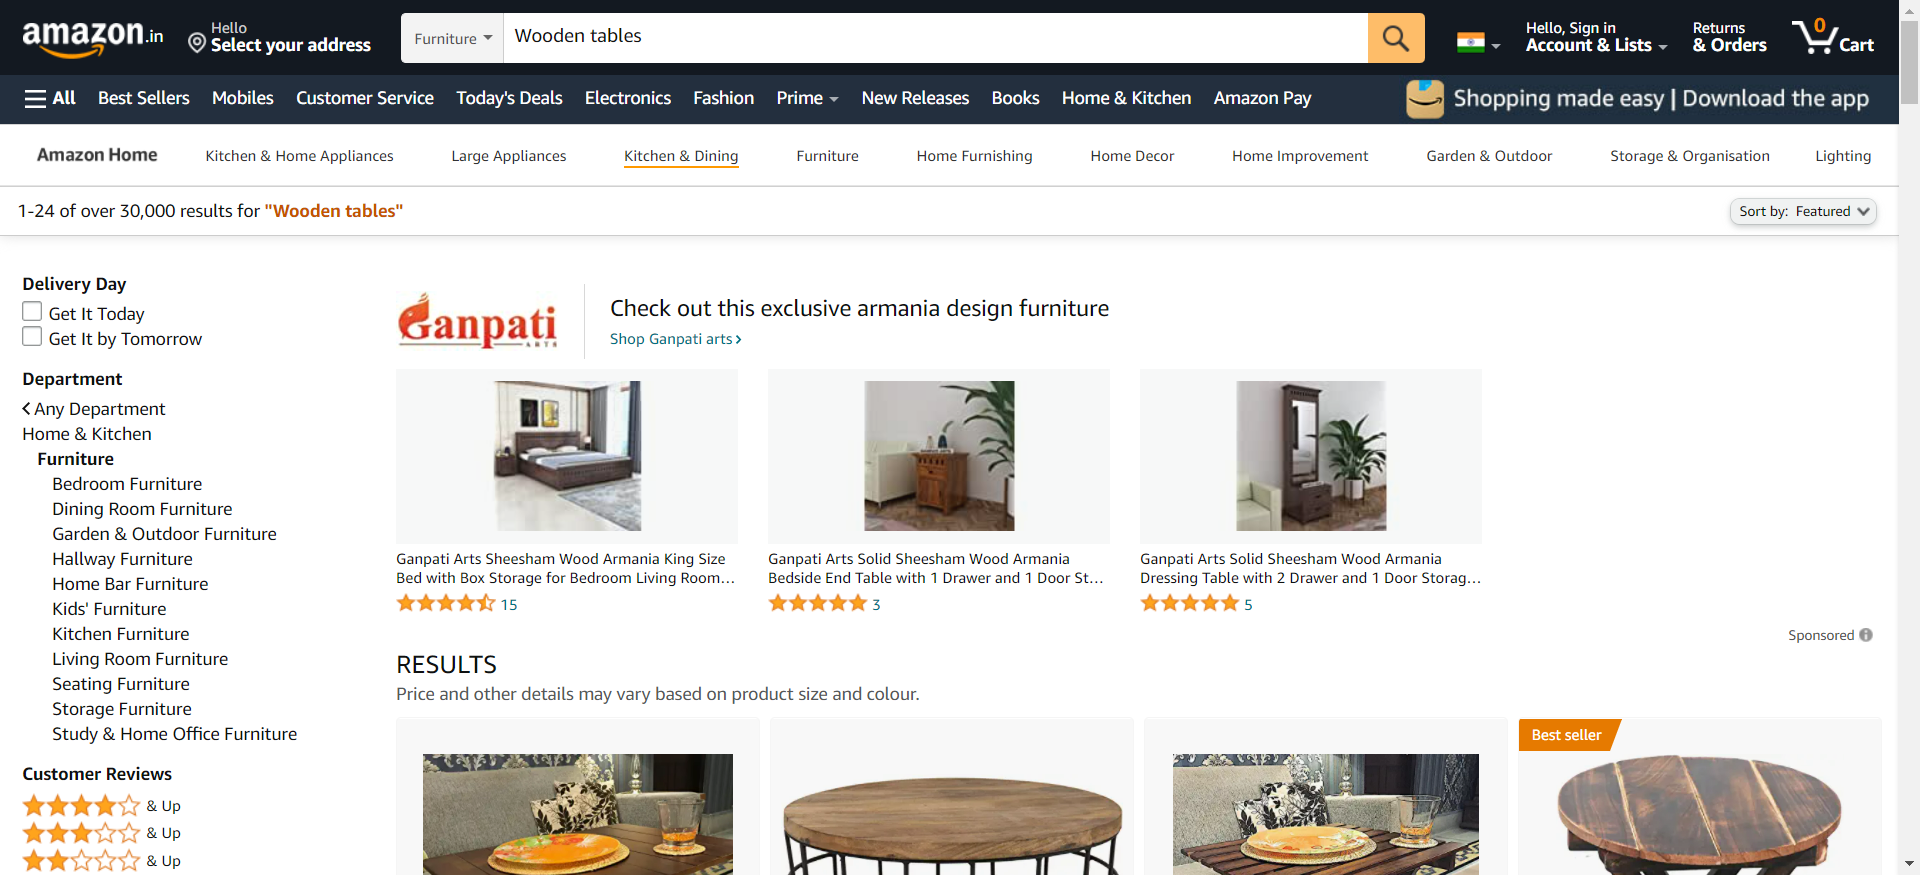 amazon.in
Hello
Select your address
Furniture
Wooden tables
Hello, Sign in
Account & Lists
Returns
& Orders
0
Cart
All
Best Sellers
Mobiles
Customer Service
Today's Deals
Electronics
Fashion
Prime
New Releases
Books
Home & Kitchen
Amazon Pay
Shopping made easy | Download the app
Amazon Home
Kitchen & Home Appliances
Large Appliances
Kitchen & Dining
Furniture
Home Furnishing
Home Decor
Home Improvement
Garden & Outdoor
Storage & Organisation
Lighting
1-24 of over 30,000 results for "Wooden tables"
Sort by: Featured
Delivery Day
Get It Today
Get It by Tomorrow
Department
Any Department
Home & Kitchen
Furniture
Bedroom Furniture
Dining Room Furniture
Garden & Outdoor Furniture
Hallway Furniture
Home Bar Furniture
Kids' Furniture
Kitchen Furniture
Living Room Furniture
Seating Furniture
Storage Furniture
Study & Home Office Furniture
Customer Reviews
& Up
& Up
& Up
Ganpati
ARTS
Check out this exclusive armania design furniture
Shop Ganpati arts
Ganpati Arts Sheesham Wood Armania King Size
Bed with Box Storage for Bedroom Living Room…
15
Ganpati Arts Solid Sheesham Wood Armania
Bedside End Table with 1 Drawer and 1 Door St…
3
Ganpati Arts Solid Sheesham Wood Armania
Dressing Table with 2 Drawer and 1 Door Storag…
5
Sponsored
RESULTS
Price and other details may vary based on product size and colour.
Best seller